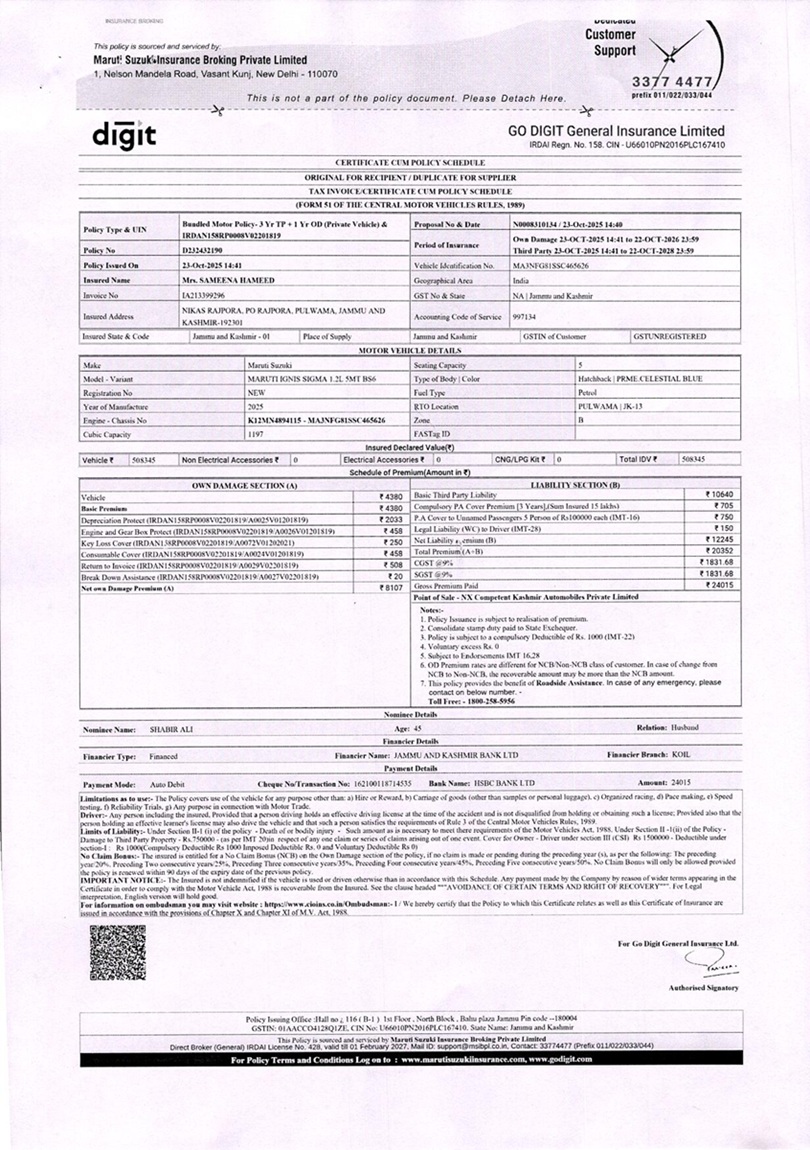 INSURANCE BROKING
This policy is sourced and serviced by:
Maruti Suzuki Insurance Broking Private Limited
1, Nelson Mandela Road, Vasant Kunj, New Delhi - 110070
Dedicated
Customer
Support
3377 4477
prefix 011/022/033/044
This is not a part of the policy document. Please Detach Here.
digit
GO DIGIT General Insurance Limited
IRDAI Regn. No. 158. CIN - U66010PN2016PLC167410
CERTIFICATE CUM POLICY SCHEDULE
ORIGINAL FOR RECIPIENT / DUPLICATE FOR SUPPLIER
TAX INVOICE/CERTIFICATE CUM POLICY SCHEDULE
(FORM 51 OF THE CENTRAL MOTOR VEHICLES RULES, 1989)
Policy Type & UIN Bundled Motor Policy- 3 Yr TP + 1 Yr OD (Private Vehicle) & IRDAN158RP0008V02201819 Proposal No & Date N0008310134 / 23-Oct-2025 14:40
Policy No D232432190 Period of Insurance Own Damage 23-OCT-2025 14:41 to 22-OCT-2026 23:59
Third Party 23-OCT-2025 14:41 to 22-OCT-2028 23:59
Policy Issued On 23-Oct-2025 14:41 Vehicle Identification No. MAJNFG81SSC465626
Insured Name Mrs. SAMEENA HAMEED Geographical Area India
Invoice No IA213399296 GST No & State NA | Jammu and Kashmir
Insured Address NIKAS RAJPORA, PO RAJPORA, PULWAMA, JAMMU AND KASHMIR-192301 Accounting Code of Service 997134
Insured State & Code Jammu and Kashmir - 01 Place of Supply Jammu and Kashmir GSTIN of Customer GSTUNREGISTERED
MOTOR VEHICLE DETAILS
Make Maruti Suzuki Seating Capacity 5
Model - Variant MARUTI IGNIS SIGMA 1.2L 5MT BS6 Type of Body | Color Hatchback | PRME CELESTIAL BLUE
Registration No NEW Fuel Type Petrol
Year of Manufacture 2025 RTO Location PULWAMA | JK-13
Engine - Chassis No K12MN4894115 - MAJNFG81SSC465626 Zone B
Cubic Capacity 1197 FASTag ID
Insured Declared Value(₹)
Vehicle ₹ 508345 Non Electrical Accessories ₹ 0 Electrical Accessories ₹ 0 CNG/LPG Kit ₹ 0 Total IDV ₹ 508345
Schedule of Premium(Amount in ₹)
OWN DAMAGE SECTION (A)
Vehicle ₹ 4380
Basic Premium ₹ 4380
Depreciation Protect (IRDAN158RP0008V02201819/A0025V01201819) ₹ 2033
Engine and Gear Box Protect (IRDAN158RP0008V02201819/A0026V01201819) ₹ 458
Key Loss Cover (IRDAN158RP0008V02201819/A0072V01202021) ₹ 250
Consumable Cover (IRDAN158RP0008V02201819/A0024V01201819) ₹ 458
Return to Invoice (IRDAN158RP0008V02201819/A0029V02201819) ₹ 508
Break Down Assistance (IRDAN158RP0008V02201819/A0027V02201819) ₹ 20
Net own Damage Premium (A) ₹ 8107
LIABILITY SECTION (B)
Basic Third Party Liability ₹ 10640
Compulsory PA Cover Premium [3 Years],(Sum Insured 15 lakhs) ₹ 705
P.A Cover to Unnamed Passengers 5 Person of Rs100000 each (IMT-16) ₹ 750
Legal Liability (WC) to Driver (IMT-28) ₹ 150
Net Liability Premium (B) ₹ 12245
Total Premium(A+B) ₹ 20352
CGST @9% ₹ 1831.68
SGST @9% ₹ 1831.68
Gross Premium Paid ₹ 24015
Point of Sale - NX Competent Kashmir Automobiles Private Limited
Notes:-
1. Policy Issuance is subject to realisation of premium.
2. Consolidate stamp duty paid to State Exchequer.
3. Policy is subject to a compulsory Deductible of Rs. 1000 (IMT-22)
4. Voluntary excess Rs. 0
5. Subject to Endorsements IMT 16,28
6. OD Premium rates are different for NCB/Non-NCB class of customer. In case of change from
NCB to Non-NCB, the recoverable amount may be more than the NCB amount.
7. This policy provides the benefit of Roadside Assistance. In case of any emergency, please
contact on below number. -
Toll Free: - 1800-258-5956
Nominee Details
Nominee Name: SHABIR ALI Age: 45 Relation: Husband
Financier Details
Financier Type: Financed Financier Name: JAMMU AND KASHMIR BANK LTD Financier Branch: KOIL
Payment Details
Payment Mode: Auto Debit Cheque No/Transaction No: 162100118714535 Bank Name: HSBC BANK LTD Amount: 24015
Limitations as to use:- The Policy covers use of the vehicle for any purpose other than: a) Hire or Reward, b) Carriage of goods (other than samples or personal luggage), c) Organized racing, d) Pace making, e) Speed
testing, f) Reliability Trials, g) Any purpose in connection with Motor Trade.
Driver:- Any person including the insured, Provided that a person driving holds an effective driving license at the time of the accident and is not disqualified from holding or obtaining such a license; Provided also that the
person holding an effective learner's license may also drive the vehicle and that such a person satisfies the requirements of Rule 3 of the Central Motor Vehicles Rules, 1989.
Limits of Liability:- Under Section II-1 (i) of the policy - Death of or bodily injury - Such amount as is necessary to meet there requirements of the Motor Vehicles Act, 1988. Under Section II -1(ii) of the Policy -
Damage to Third Party Property - Rs.750000 - (as per IMT 20)in respect of any one claim or series of claims arising out of one event. Cover for Owner - Driver under section III (CSI) Rs 1500000 - Deductible under
section-I : Rs 1000(Compulsory Deductible Rs 1000 Imposed Deductible Rs. 0 and Voluntary Deductible Rs 0)
No Claim Bonus:- The insured is entitled for a No Claim Bonus (NCB) on the Own Damage section of the policy, if no claim is made or pending during the preceding year (s), as per the following: The preceding
year/20%. Preceding Two consecutive years/25%, Preceding Three consecutive years/35%, Preceding Four consecutive years/45%, Preceding Five consecutive years/50%. No Claim Bonus will only be allowed provided
the policy is renewed within 90 days of the expiry date of the previous policy.
IMPORTANT NOTICE:- The Insured is not indemnified if the vehicle is used or driven otherwise than in accordance with this Schedule. Any payment made by the Company by reason of wider terms appearing in the
Certificate in order to comply with the Motor Vehicle Act, 1988 is recoverable from the Insured. See the clause headed """AVOIDANCE OF CERTAIN TERMS AND RIGHT OF RECOVERY""". For Legal
interpretation, English version will hold good.
For information on ombudsman you may visit website : https://www.cioins.co.in/Ombudsman:- I / We hereby certify that the Policy to which this Certificate relates as well as this Certificate of Insurance are
issued in accordance with the provisions of Chapter X and Chapter XI of M.V. Act, 1988.
For Go Digit General Insurance Ltd.
Authorised Signatory
Policy Issuing Office :Hall no ; 116 ( B-1 ) 1st Floor , North Block , Bahu plaza Jammu Pin code --180004
GSTIN: 01AACCO4128Q1ZE, CIN No: U66010PN2016PLC167410. State Name: Jammu and Kashmir
This Policy is sourced and serviced by Maruti Suzuki Insurance Broking Private Limited
Direct Broker (General) IRDAI License No. 428, valid till 01 February 2027, Mail ID: support@msibpl.co.in, Contact: 33774477 (Prefix 011/022/033/044)
For Policy Terms and Conditions Log on to : www.marutisuzukiinsurance.com, www.godigit.com